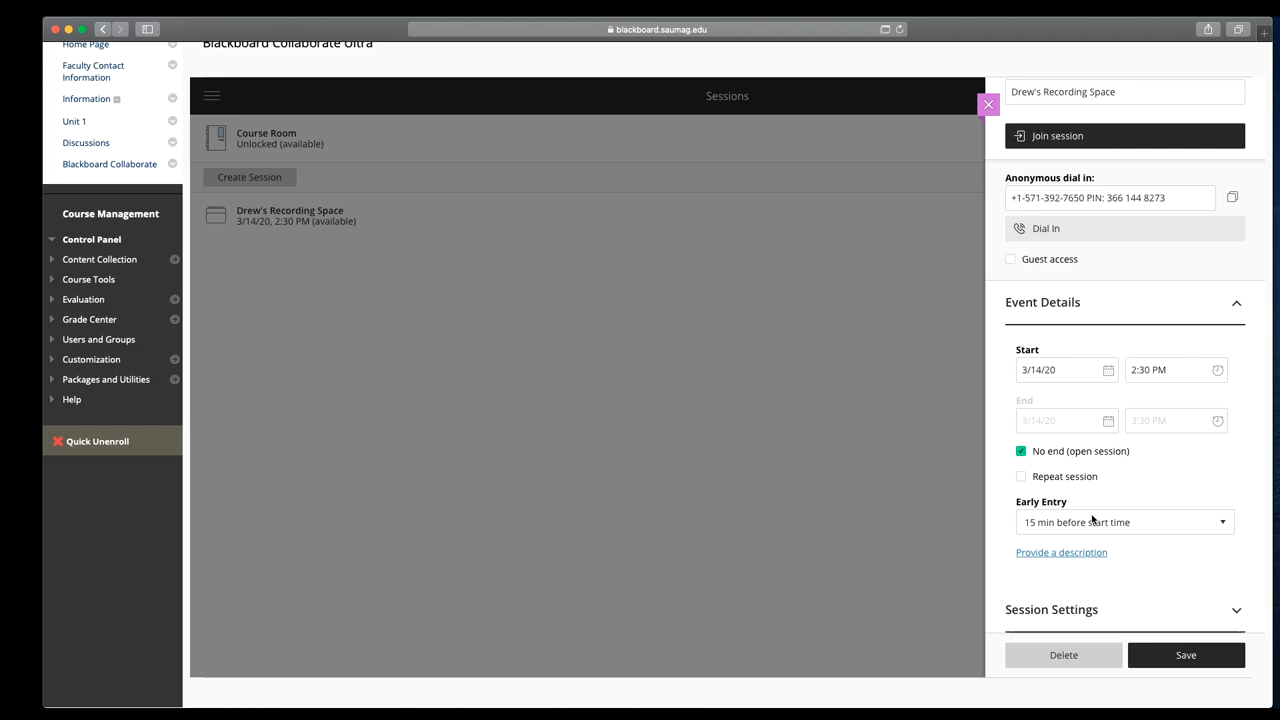 blackboard.saumag.edu
Home Page
Faculty Contact
Information
Information
Unit 1
Discussions
Blackboard Collaborate
Course Management
Control Panel
Content Collection
Course Tools
Evaluation
Grade Center
Users and Groups
Customization
Packages and Utilities
Help
Quick Unenroll
Blackboard Collaborate Ultra
Sessions
Course Room
Unlocked (available)
Create Session
Drew's Recording Space
3/14/20, 2:30 PM (available)
Drew's Recording Space
Join session
Anonymous dial in:
+1-571-392-7650 PIN: 366 144 8273
Dial In
Guest access
Event Details
Start
3/14/20 2:30 PM
End
3/14/20 3:30 PM
No end (open session)
Repeat session
Early Entry
15 min before start time
Provide a description
Session Settings
Delete Save